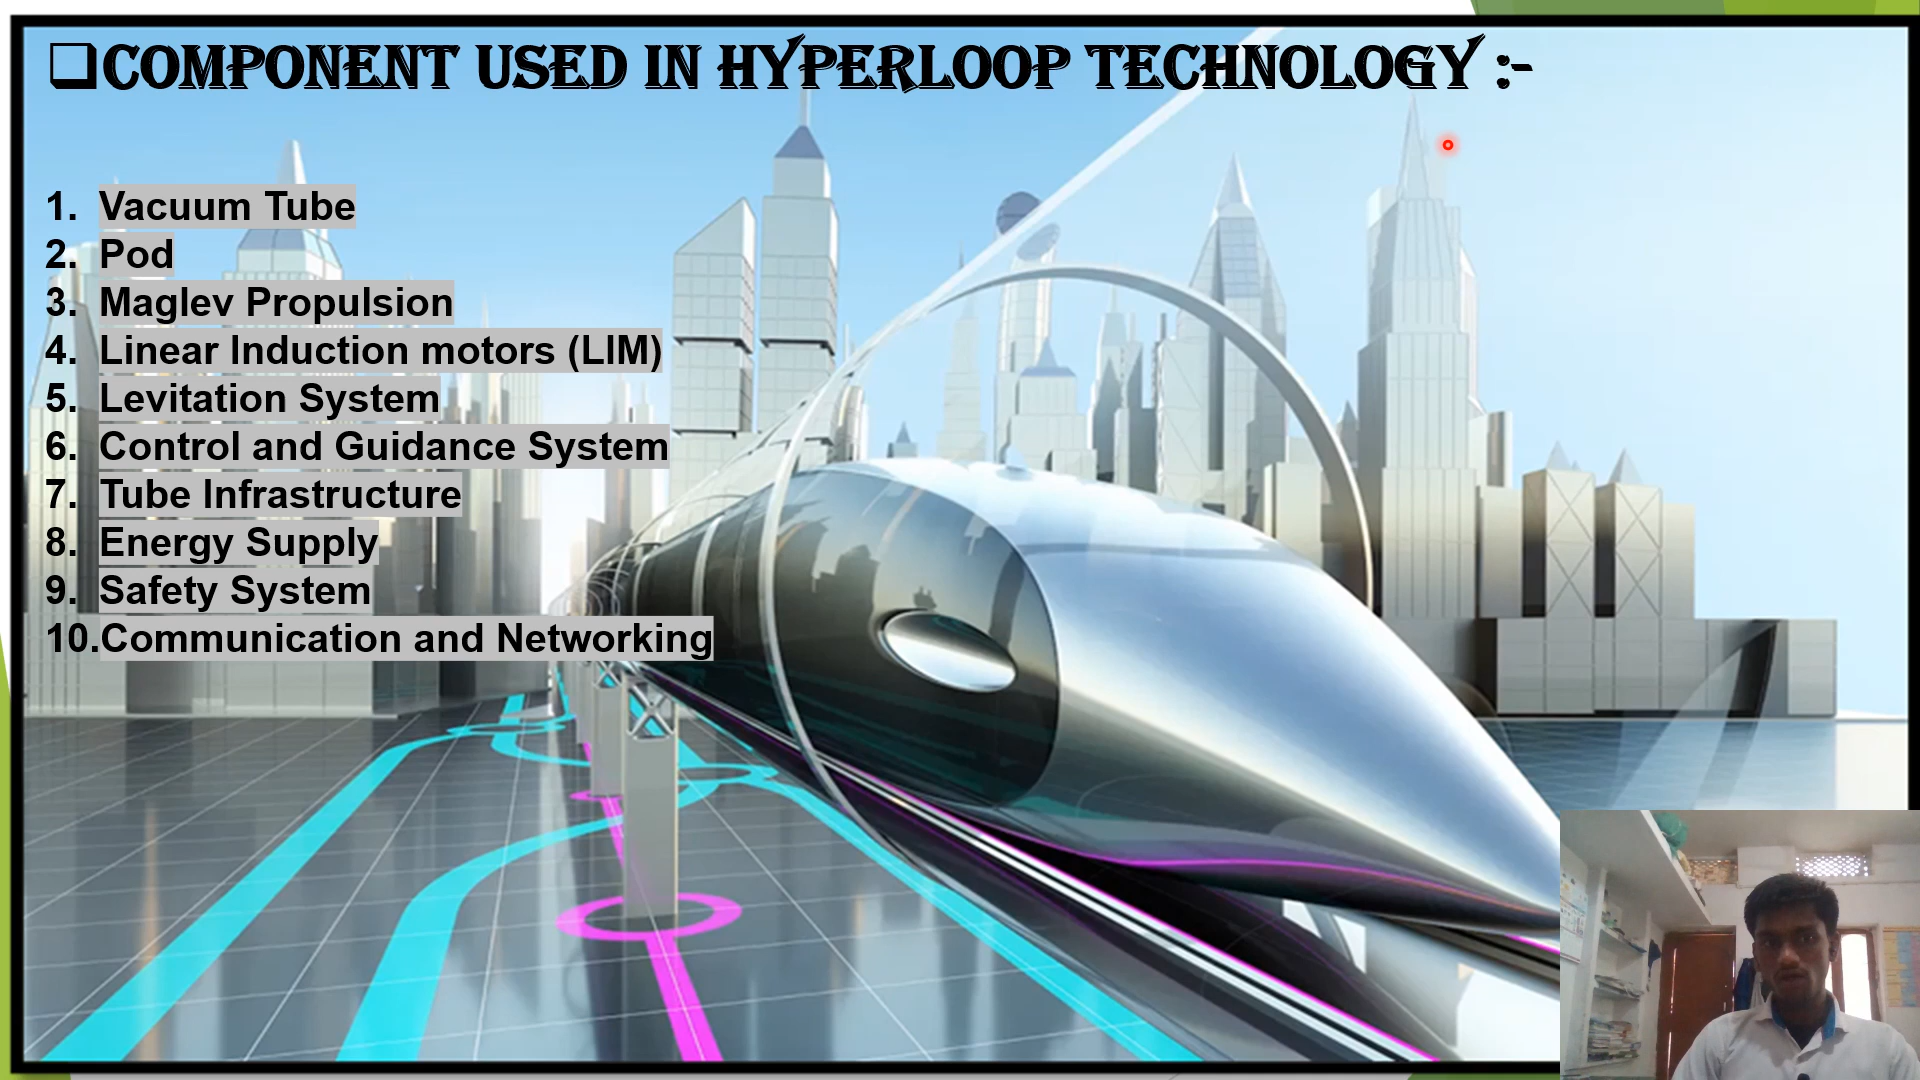 ❑COMPONENT USED IN HYPERLOOP TECHNOLOGY :-
1. Vacuum Tube
2. Pod
3. Maglev Propulsion
4. Linear Induction motors (LIM)
5. Levitation System
6. Control and Guidance System
7. Tube Infrastructure
8. Energy Supply
9. Safety System
10.Communication and Networking